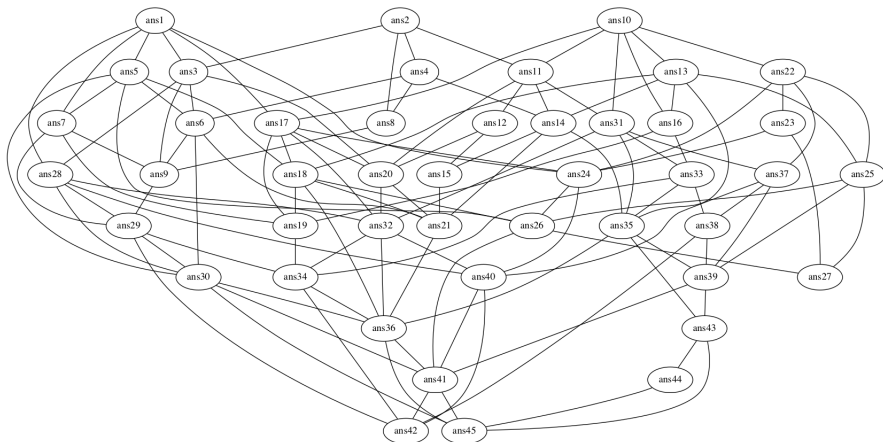 ans1 ans2 ans10
ans5 ans3 ans4 ans11 ans13 ans22
ans7 ans6 ans17 ans8 ans12 ans14 ans31 ans16 ans23
ans28 ans9 ans18 ans20 ans15 ans24 ans33 ans37 ans25
ans29 ans19 ans32 ans21 ans26 ans35 ans38
ans30 ans34 ans40 ans39 ans27
ans36 ans43
ans41 ans44
ans42 ans45